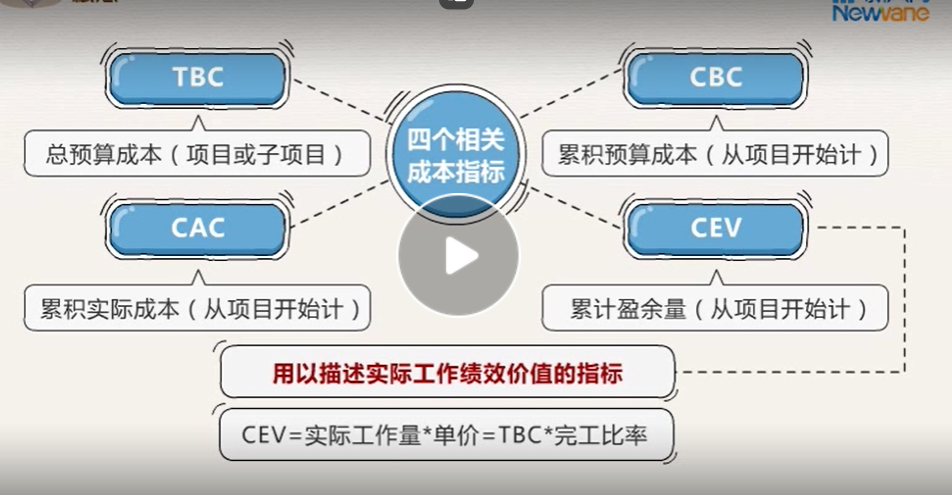 Newvane
TBC
CBC
四个相关
成本指标
总预算成本（项目或子项目）
累积预算成本（从项目开始计）
CAC
CEV
累积实际成本（从项目开始计）
累计盈余量（从项目开始计）
用以描述实际工作绩效价值的指标
CEV=实际工作量*单价=TBC*完工比率